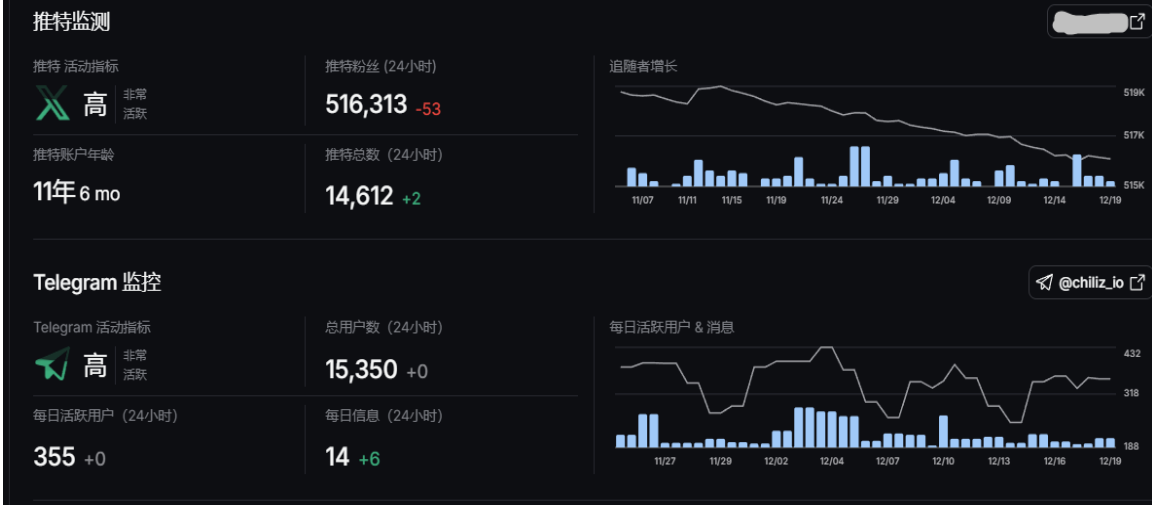 推特监测
推特 活动指标
高
非常
活跃
推特粉丝 (24小时)
516,313 -53
推特账户年龄
11年 6 mo
推特总数（24小时）
14,612 +2
追随者增长
519K
517K
515K
11/07 11/11 11/15 11/19 11/24 11/29 12/04 12/09 12/14 12/19
Telegram 监控
@chiliz_io
Telegram 活动指标
高
非常
活跃
总用户数（24小时）
15,350 +0
每日活跃用户（24小时）
355 +0
每日信息（24小时）
14 +6
每日活跃用户 & 消息
432
318
188
11/27 11/29 12/02 12/04 12/07 12/10 12/13 12/16 12/19